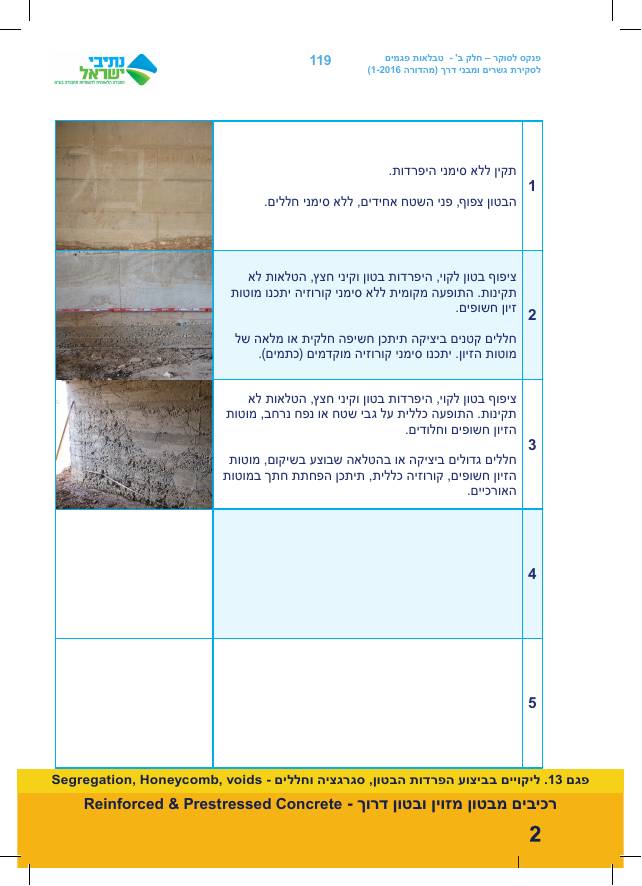 נתיבי
ישראל
119
פנקס לסוקר – חלק ב' - טבלאות פגמים
לסקירת גשרים ומבני דרך (מהדורה 1-2016)
1
תקין ללא סימני היפרדות.
הבטון צפוף, פני השטח אחידים, ללא סימני חללים.
2
ציפוף בטון לקוי, היפרדות בטון וקיני חצץ, הטלאות לא
תקינות. התופעה מקומית ללא סימני קורוזיה יתכנו מוטות
זיון חשופים.
חללים קטנים ביציקה תיתכן חשיפה חלקית או מלאה של
מוטות הזיון. יתכנו סימני קורוזיה מוקדמים (כתמים).
3
ציפוף בטון לקוי, היפרדות בטון וקיני חצץ, הטלאות לא
תקינות. התופעה כללית על גבי שטח או נפח נרחב, מוטות
הזיון חשופים וחלודים.
חללים גדולים ביציקה או בהטלאה שבוצע בשיקום, מוטות
הזיון חשופים, קורוזיה כללית, תיתכן הפחתת חתך במוטות
האורכיים.
4
5
פגם 13. ליקויים בביצוע הפרדות הבטון, סגרגציה וחללים - Segregation, Honeycomb, voids
רכיבים מבטון מזוין ובטון דרוך - Reinforced & Prestressed Concrete
2